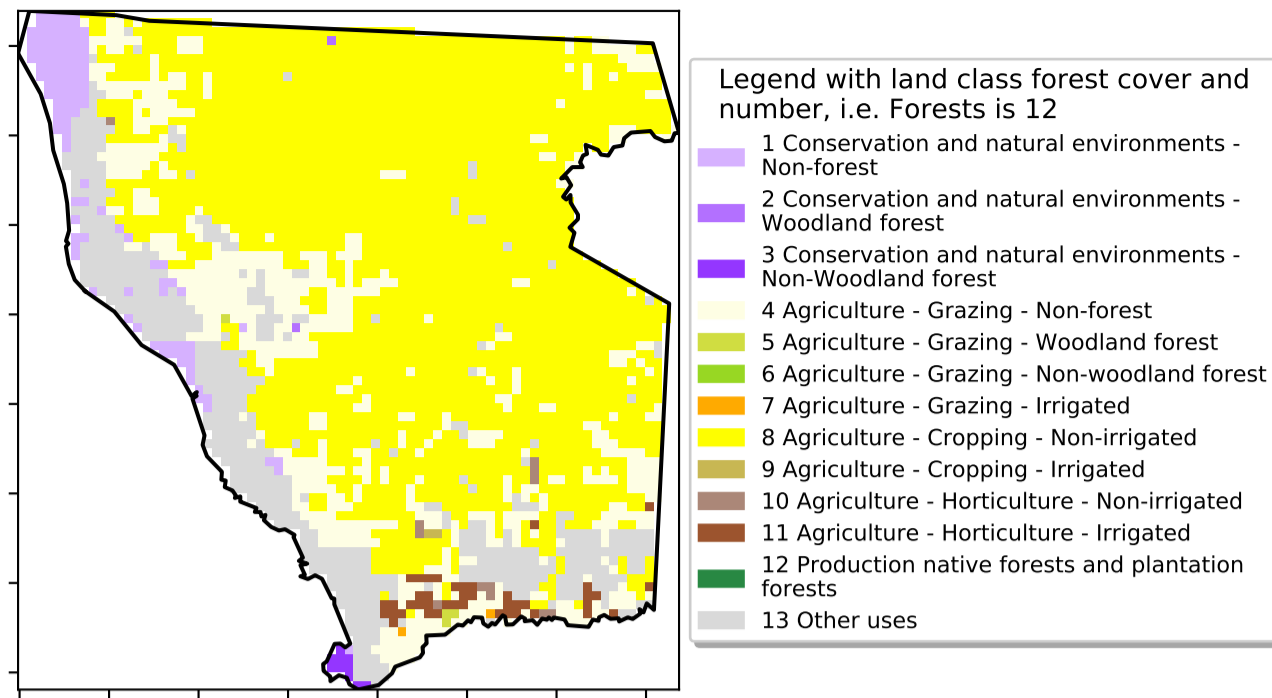 Legend with land class forest cover and
number, i.e. Forests is 12
1 Conservation and natural environments -
Non-forest
2 Conservation and natural environments -
Woodland forest
3 Conservation and natural environments -
Non-Woodland forest
4 Agriculture - Grazing - Non-forest
5 Agriculture - Grazing - Woodland forest
6 Agriculture - Grazing - Non-woodland forest
7 Agriculture - Grazing - Irrigated
8 Agriculture - Cropping - Non-irrigated
9 Agriculture - Cropping - Irrigated
10 Agriculture - Horticulture - Non-irrigated
11 Agriculture - Horticulture - Irrigated
12 Production native forests and plantation
forests
13 Other uses